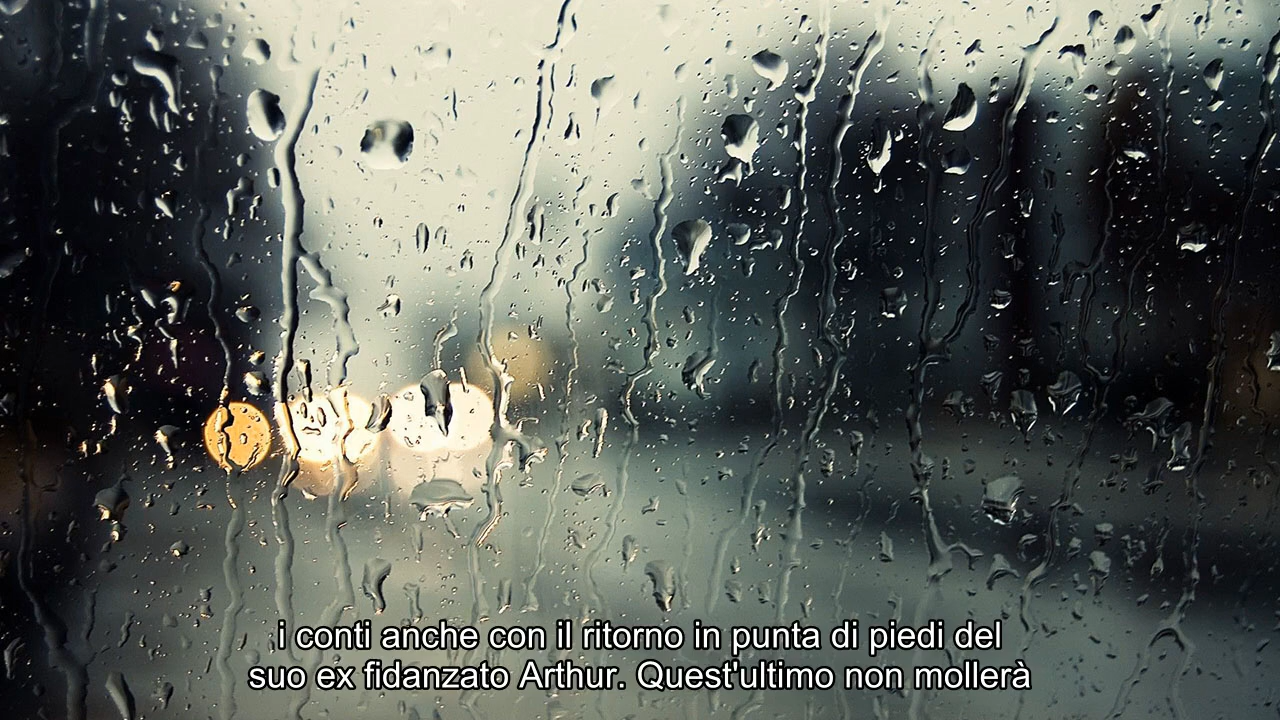 i conti anche con il ritorno in punta di piedi del
suo ex fidanzato Arthur. Quest'ultimo non mollerà